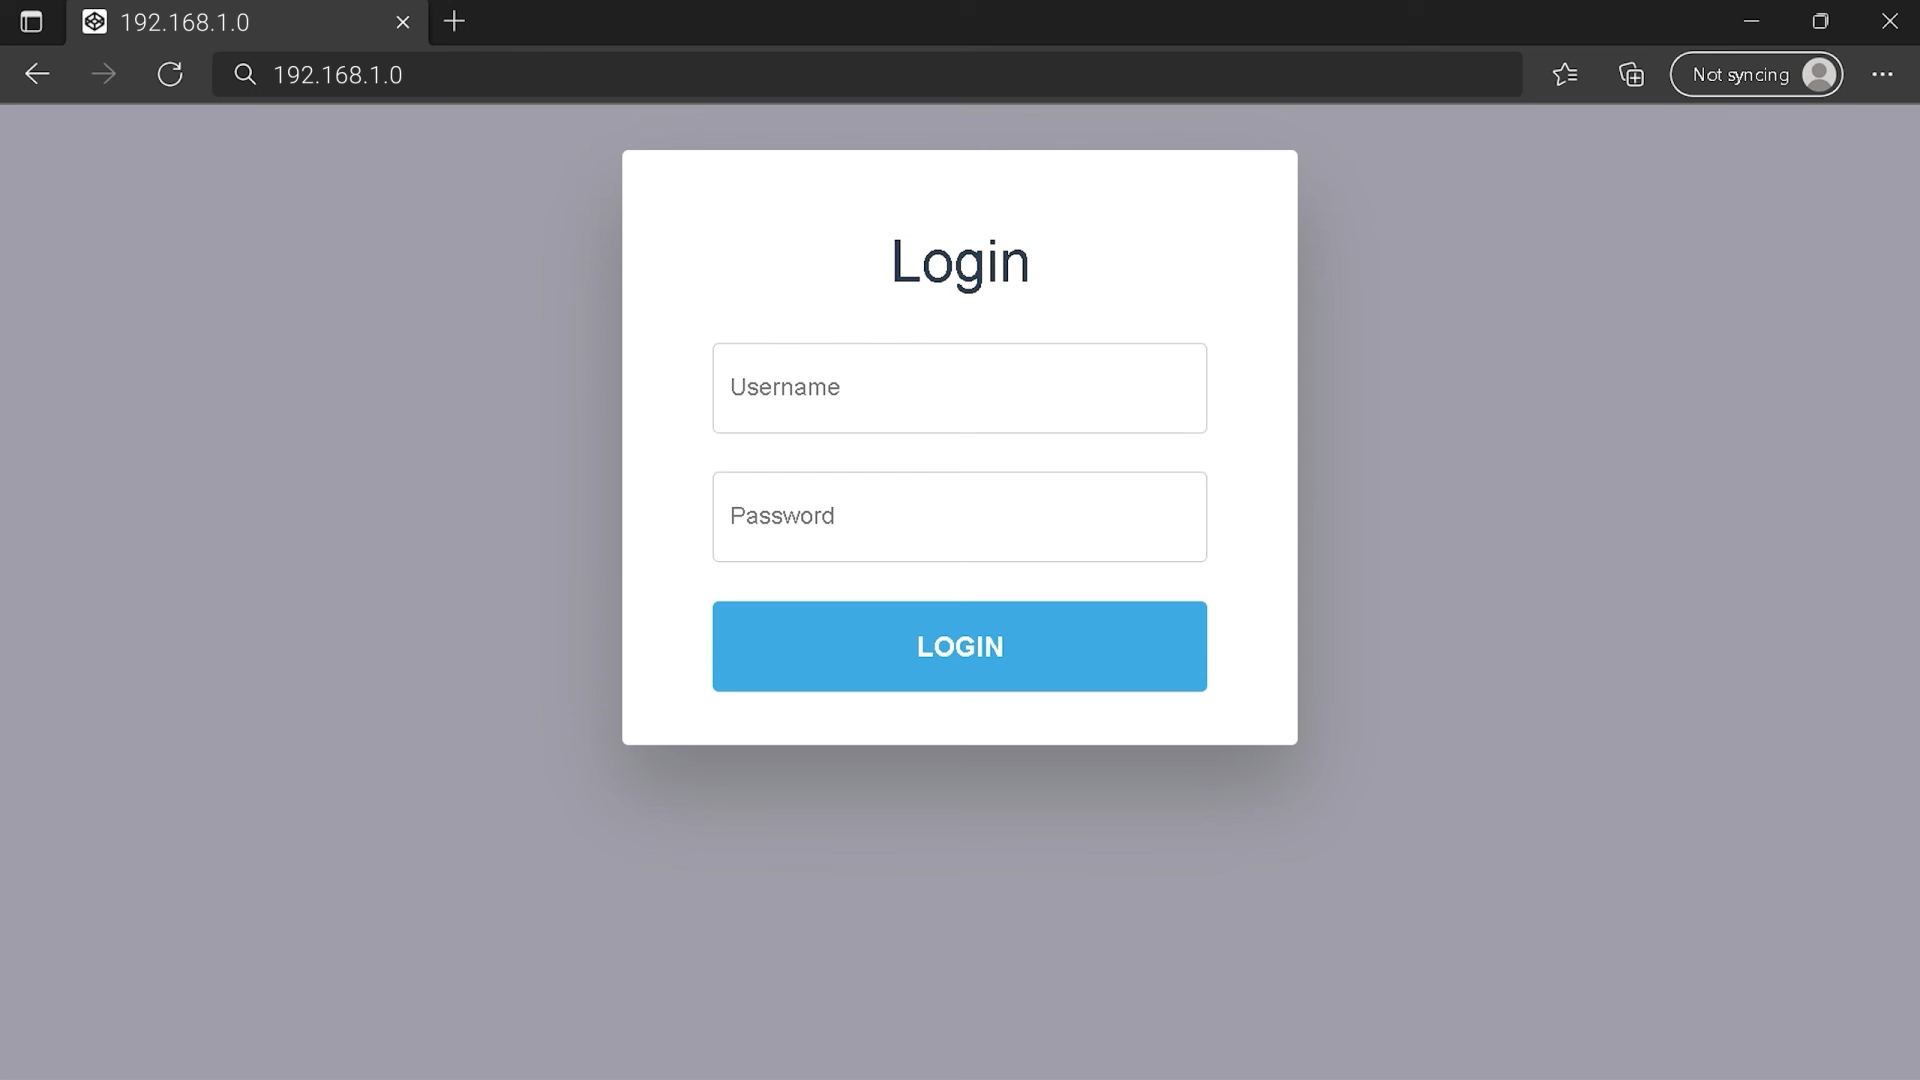 192.168.1.0
192.168.1.0
Not syncing
Login
Username
Password
LOGIN